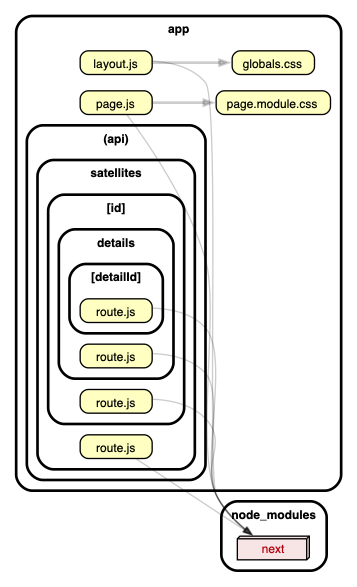 app
layout.js
globals.css
page.js
page.module.css
(api)
satellites
[id]
details
[detailId]
route.js
route.js
route.js
route.js
node_modules
next